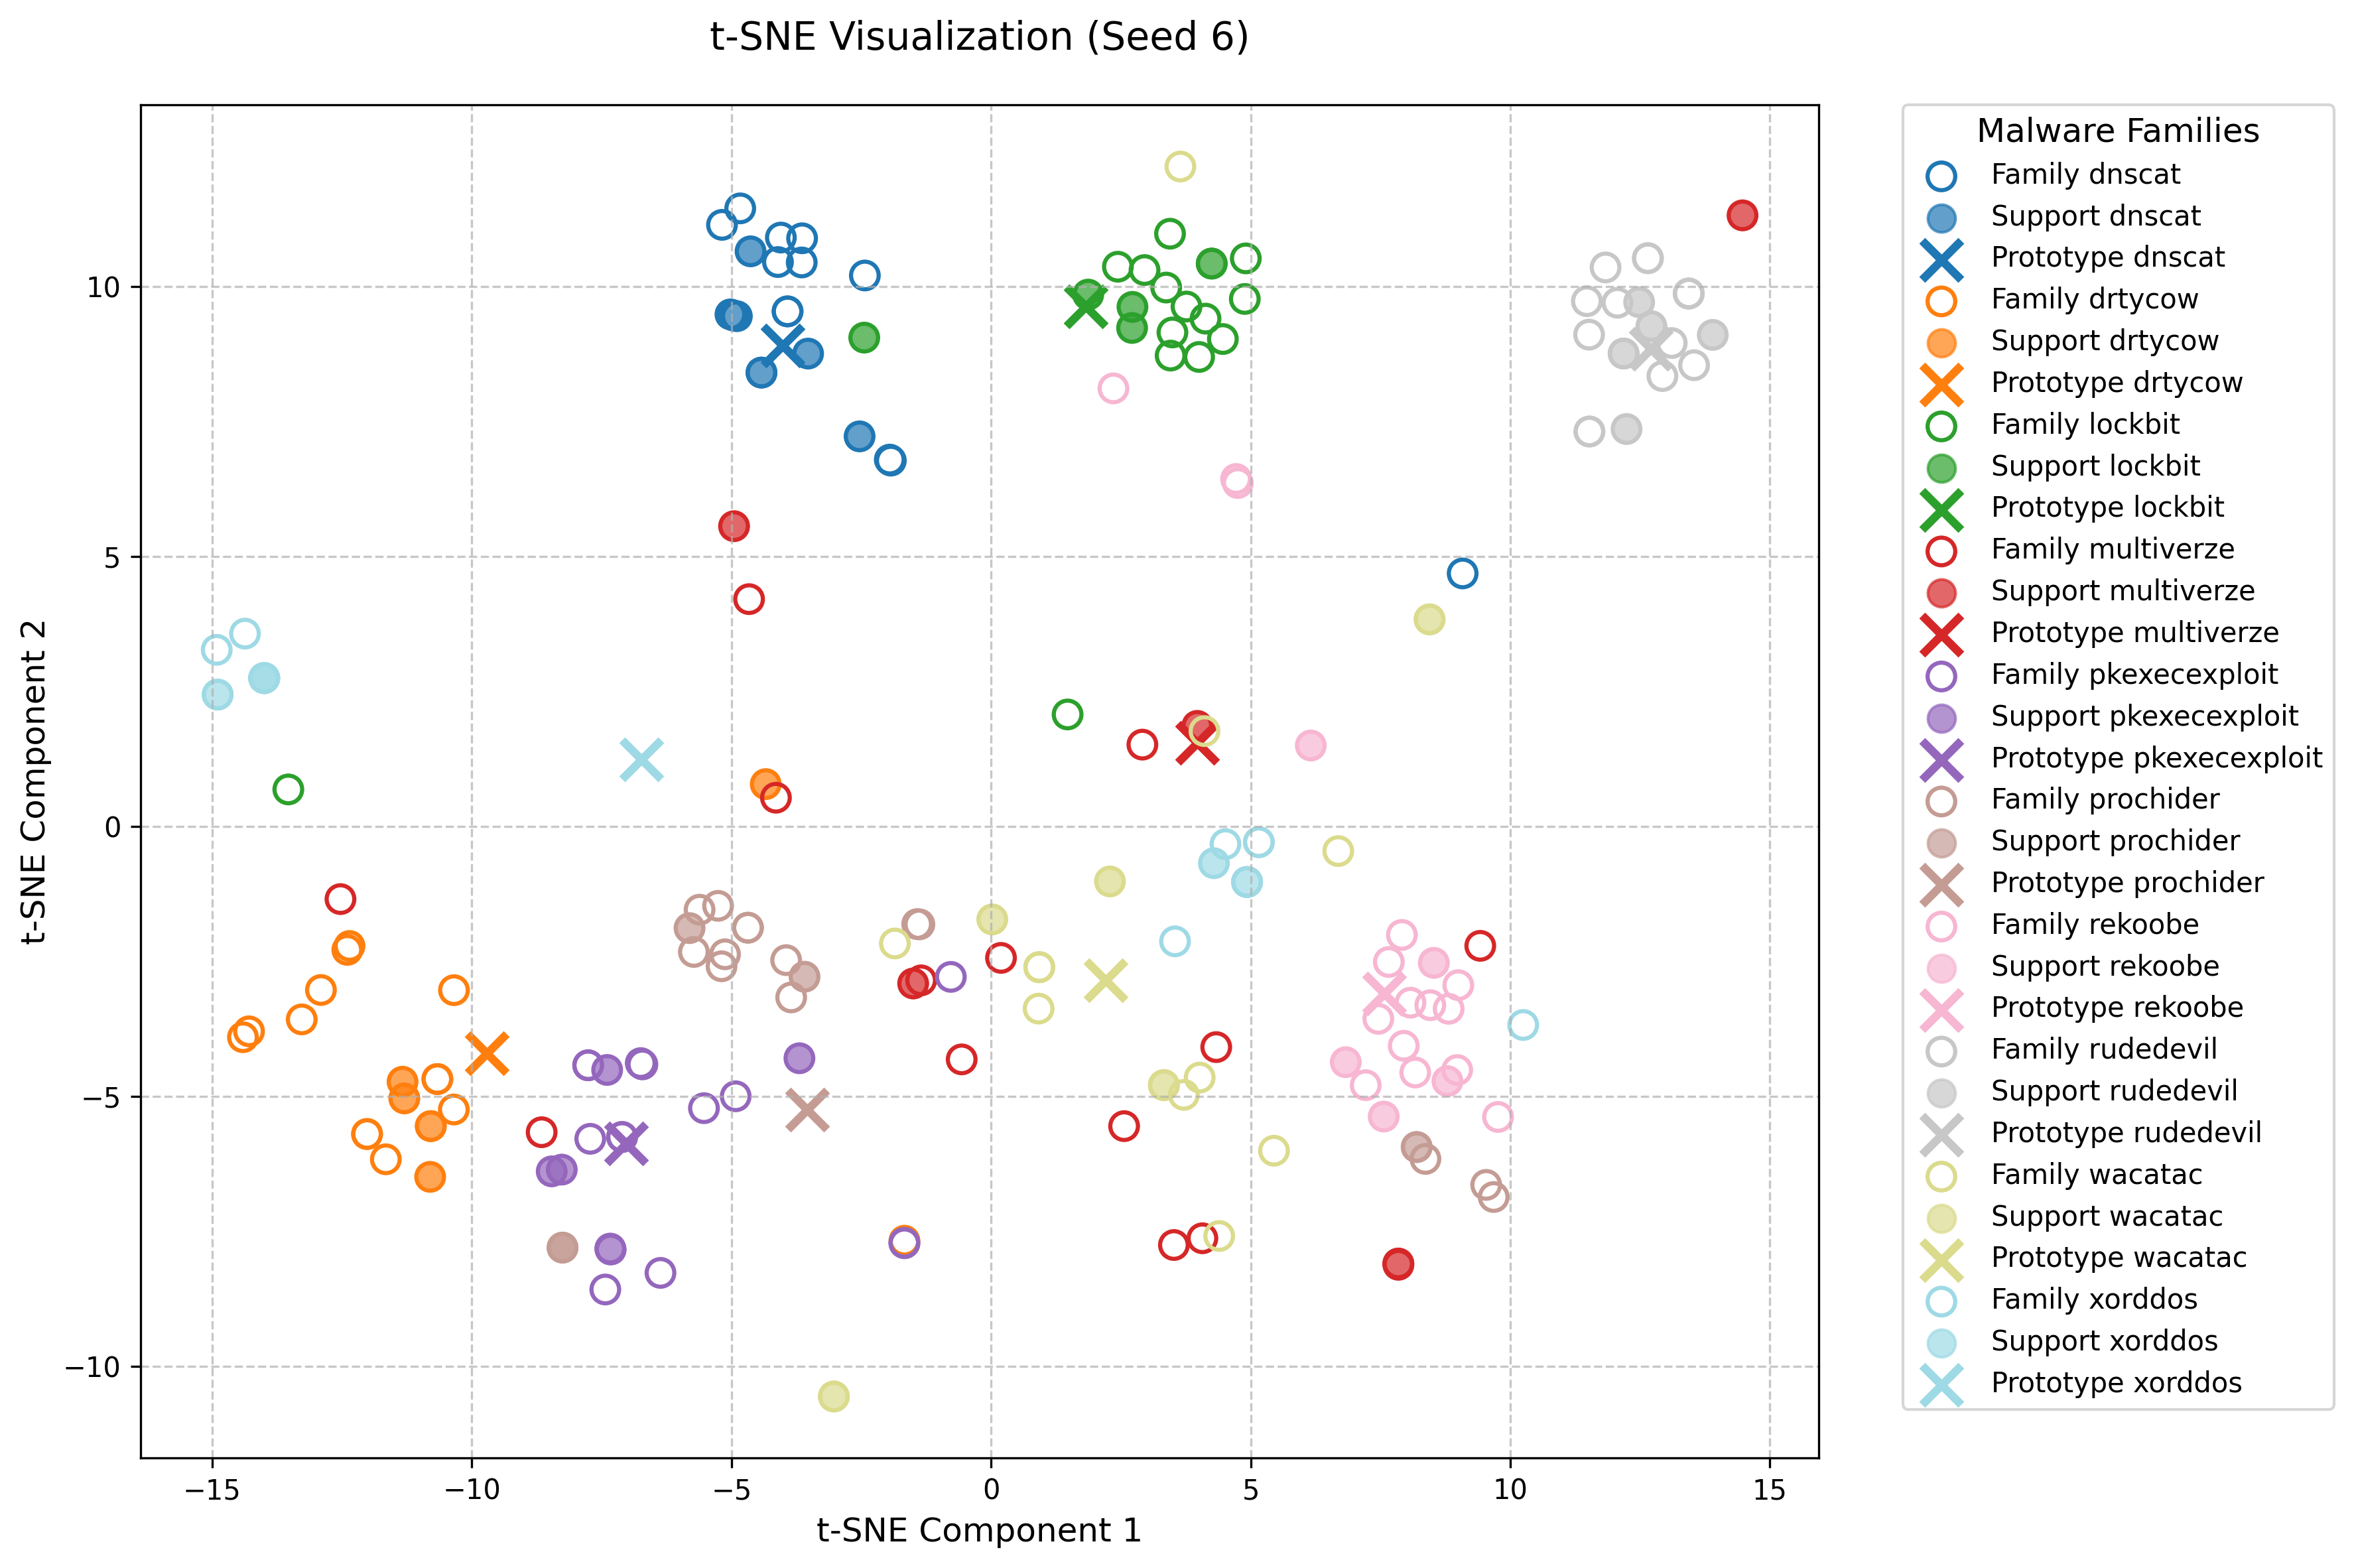 t-SNE Visualization (Seed 6)
t-SNE Component 2
10
5
0
−5
−10
−15
−10
−5
0
5
10
15
t-SNE Component 1
Malware Families
Family dnscat
Support dnscat
Prototype dnscat
Family drtycow
Support drtycow
Prototype drtycow
Family lockbit
Support lockbit
Prototype lockbit
Family multiverze
Support multiverze
Prototype multiverze
Family pkexecexploit
Support pkexecexploit
Prototype pkexecexploit
Family prochider
Support prochider
Prototype prochider
Family rekoobe
Support rekoobe
Prototype rekoobe
Family rudedevil
Support rudedevil
Prototype rudedevil
Family wacatac
Support wacatac
Prototype wacatac
Family xorddos
Support xorddos
Prototype xorddos